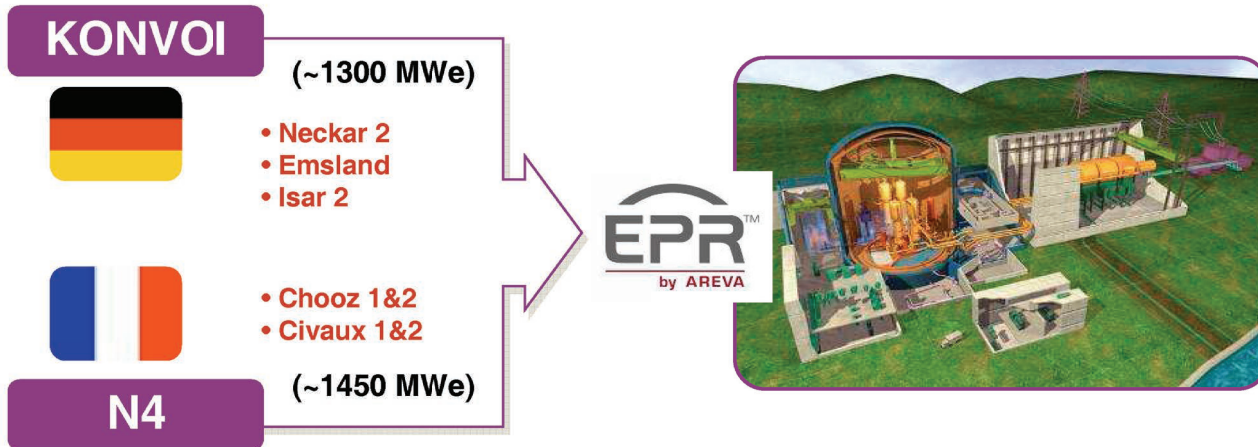 KONVOI
(~1300 MWe)
• Neckar 2
• Emsland
• Isar 2
• Chooz 1&2
• Civaux 1&2
(~1450 MWe)
N4
EPR™
by AREVA